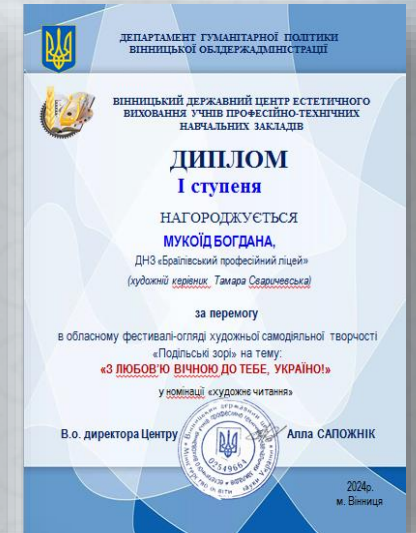 ДЕПАРТАМЕНТ ГУМАНІТАРНОЇ ПОЛІТИКИ
ВІННИЦЬКОЇ ОБЛДЕРЖАДМІНІСТРАЦІЇ
ВІННИЦЬКИЙ ДЕРЖАВНИЙ ЦЕНТР ЕСТЕТИЧНОГО
ВИХОВАННЯ УЧНІВ ПРОФЕСІЙНО-ТЕХНІЧНИХ
НАВЧАЛЬНИХ ЗАКЛАДІВ
ДИПЛОМ
І ступеня
НАГОРОДЖУЄТЬСЯ
МУКОЇД БОГДАНА,
ДНЗ «Браїлівський професійний ліцей»
(художній керівник Тамара Сваричевська)
за перемогу
в обласному фестивалі-огляді художньої самодіяльної творчості
«Подільські зорі» на тему:
«З ЛЮБОВ'Ю ВІЧНОЮ ДО ТЕБЕ, УКРАЇНО!»
у номінації «художнє читання»
В.о. директора Центру Алла САПОЖНІК
02549661
2024р.
м. Вінниця